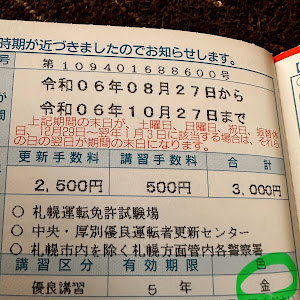 時期が近づきましたのでお知らせします。
号 第１０９４０１６８８６００号
令和０６年０８月２７日から
令和０６年１０月２７日まで
上記期間の末日が、土曜日、日曜日、祝日、振替休
日、12月29日～翌年1月3日に該当する場合は、それら
の日の翌日が期間の末日になります。
更新手数料 講習手数料 合計
２，５００円 ５００円 ３，０００円
○ 札幌運転免許試験場
○ 中央・厚別優良運転者更新センター
○ 札幌市内を除く札幌方面管内各警察署
講習区分 有効期限 色
優良講習 ５ 年 金